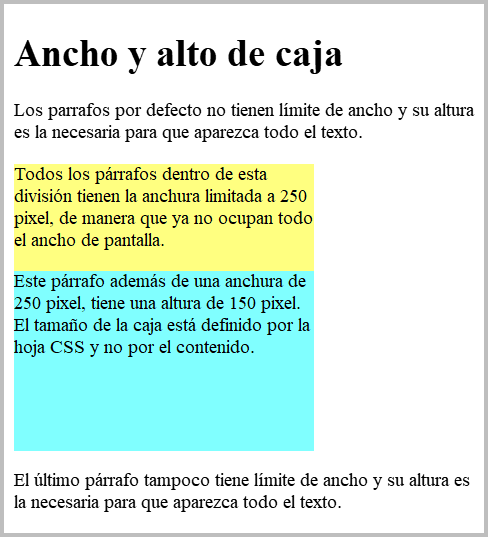 Ancho y alto de caja
Los parrafos por defecto no tienen límite de ancho y su altura
es la necesaria para que aparezca todo el texto.
Todos los párrafos dentro de esta
división tienen la anchura limitada a 250
pixel, de manera que ya no ocupan todo
el ancho de pantalla.
Este párrafo además de una anchura de
250 pixel, tiene una altura de 150 pixel.
El tamaño de la caja está definido por la
hoja CSS y no por el contenido.
El último párrafo tampoco tiene límite de ancho y su altura es
la necesaria para que aparezca todo el texto.